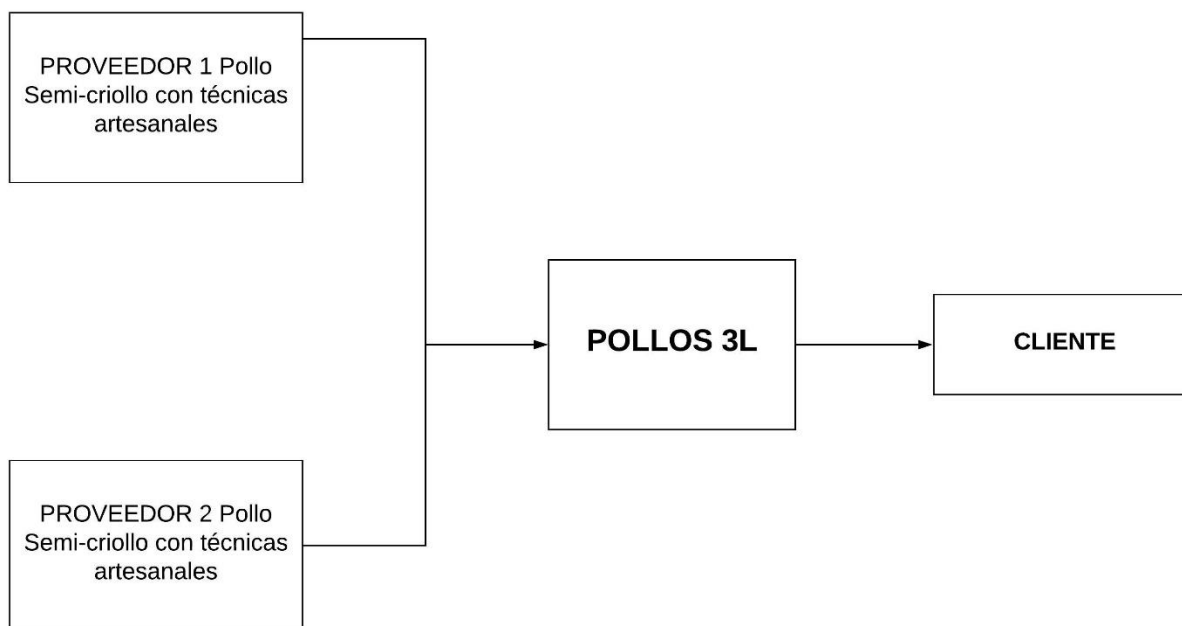 PROVEEDOR 1 Pollo
Semi-criollo con técnicas
artesanales
POLLOS 3L
CLIENTE
PROVEEDOR 2 Pollo
Semi-criollo con técnicas
artesanales